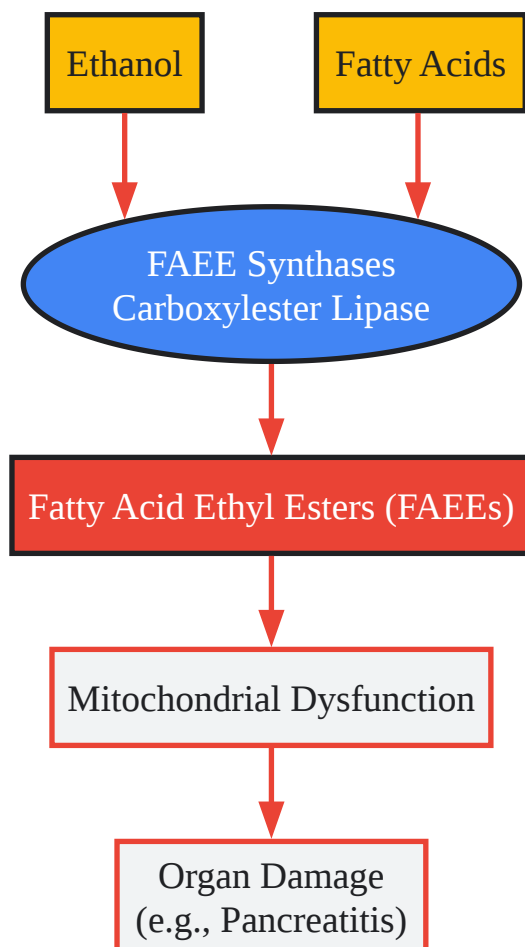 Ethanol
Fatty Acids
FAEE Synthases
Carboxylester Lipase
Fatty Acid Ethyl Esters (FAEEs)
Mitochondrial Dysfunction
Organ Damage
(e.g., Pancreatitis)